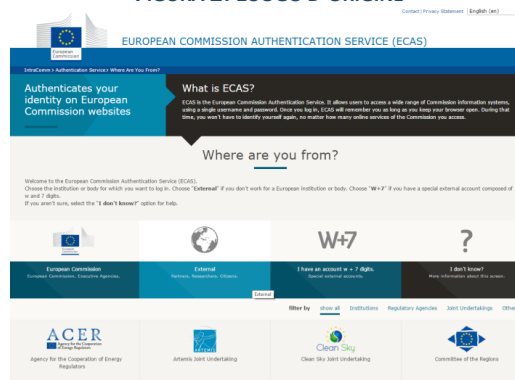 Contact | Privacy Statement English (en)
European
Commission
EUROPEAN COMMISSION AUTHENTICATION SERVICE (ECAS)
IntraComm > Authentication Service > Where Are You From?
Authenticates your
identity on European
Commission websites
What is ECAS?
ECAS is the European Commission Authentication Service. It allows users to access a wide range of Commission information systems,
using a single username and password. Once you log in, ECAS will remember you as long as you keep your browser open. During that
time, you won't have to identify yourself again, no matter how many online services of the Commission you access.
Where are you from?
Welcome to the European Commission Authentication Service (ECAS).
Choose the institution or body for which you want to log in. Choose "External" if you don't work for a European institution or body. Choose "W+7" if you have a special external account composed of
w and 7 digits.
If you aren't sure, select the "I don't know?" option for help.
W+7
?
European Commission
European Commission, Executive Agencies.
External
Partners, Researchers, Citizens.
I have an account w + 7 digits.
Special external accounts.
I don't know?
More information about this screen.
External
filter by show all Institutions Regulatory Agencies Joint Undertakings Other
ACER
Agency for the Cooperation
of Energy Regulators
ARTEMIS
Clean Sky
Agency for the Cooperation of Energy
Regulators
Artemis Joint Undertaking
Clean Sky Joint Undertaking
Committee of the Regions